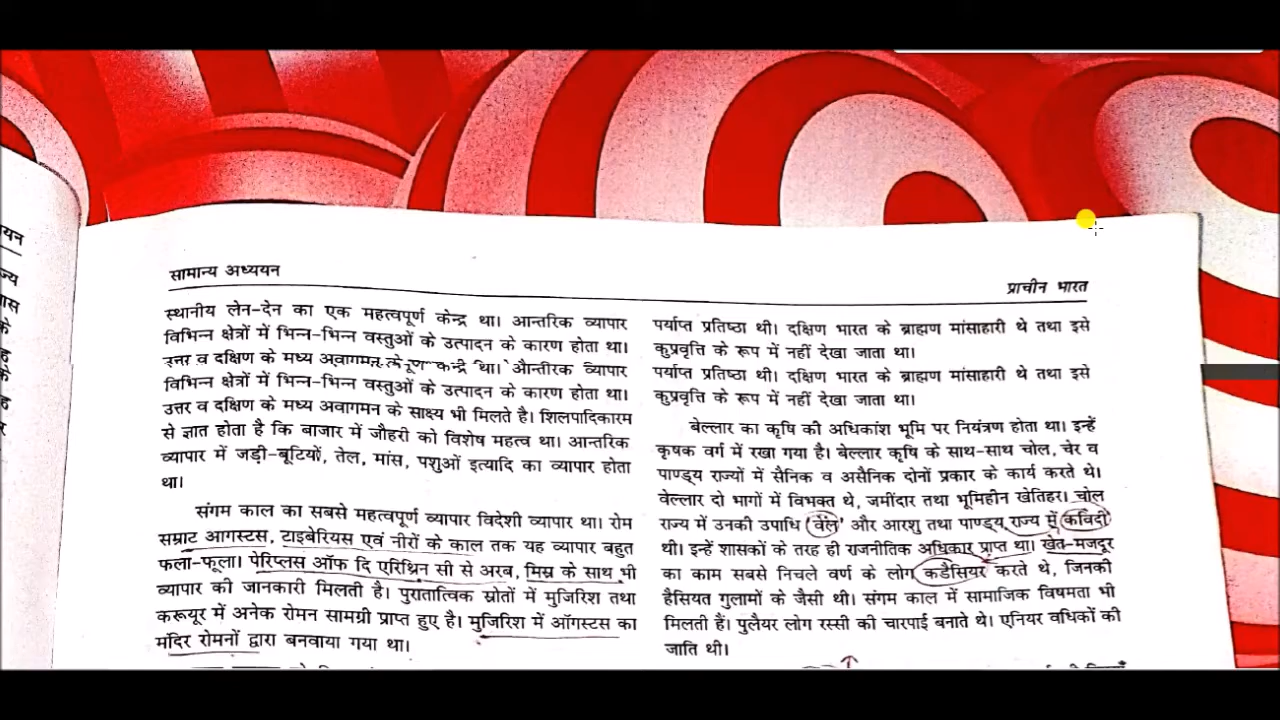 यन
ज्य
ास
के
ह
के
ह
र
सामान्य अध्ययन
प्राचीन भारत
स्थानीय लेन-देन का एक महत्वपूर्ण केन्द्र था। आन्तरिक व्यापार
विभिन्न क्षेत्रों में भिन्न-भिन्न वस्तुओं के उत्पादन के कारण होता था।
उत्तर व दक्षिण के मध्य
व्यापार
विभिन्न क्षेत्रों में भिन्न-भिन्न वस्तुओं के उत्पादन के कारण होता था।
उत्तर व दक्षिण के मध्य अवागमन के साक्ष्य भी मिलते है। शिलपादिकारम
से ज्ञात होता है कि बाजार में जौहरी को विशेष महत्व था। आन्तरिक
व्यापार में जड़ी-बूटियों, तेल, मांस, पशुओं इत्यादि का व्यापार होता
था।
संगम काल का सबसे महत्वपूर्ण व्यापार विदेशी व्यापार था। रोम
सम्राट आगस्टस, टाइबेरियस एवं नीरों के काल तक यह व्यापार बहुत
फला-फूला। पेरिप्लस ऑफ दि एरिथ्रिन सी से अरब, मिस्र के साथ भी
व्यापार की जानकारी मिलती है। पुरातात्विक स्रोतों में मुजिरिश तथा
करूयूर में अनेक रोमन सामग्री प्राप्त हुए है। मुजिरिश में ऑगस्टस का
मंदिर रोमनों द्वारा बनवाया गया था।
पर्याप्त प्रतिष्ठा थी। दक्षिण भारत के ब्राह्मण मांसाहारी थे तथा इसे
कुप्रवृत्ति के रूप में नहीं देखा जाता था।
पर्याप्त प्रतिष्ठा थी। दक्षिण भारत के ब्राह्मण मांसाहारी थे तथा इसे
कुप्रवृत्ति के रूप में नहीं देखा जाता था।
बेल्लार का कृषि की अधिकांश भूमि पर नियंत्रण होता था। इन्हें
कृषक वर्ग में रखा गया है। बेल्लार कृषि के साथ-साथ चोल, चेर व
पाण्ड्य राज्यों में सैनिक व असैनिक दोनों प्रकार के कार्य करते थे।
वेल्लार दो भागों में विभक्त थे, जमींदार तथा भूमिहीन खेतिहर। चोल
राज्य में उनकी उपाधि 'वेंल' और आरशु तथा पाण्ड्य राज्य में कविदी
थी। इन्हें शासकों के तरह ही राजनीतिक अधिकार प्राप्त था। खेत-मजदूर
का काम सबसे निचले वर्ण के लोग कडैसियर करते थे, जिनकी
हैसियत गुलामों के जैसी थी। संगम काल में सामाजिक विषमता भी
मिलती हैं। पुलैयर लोग रस्सी की चारपाई बनाते थे। एनियर वधिकों की
जाति थी।